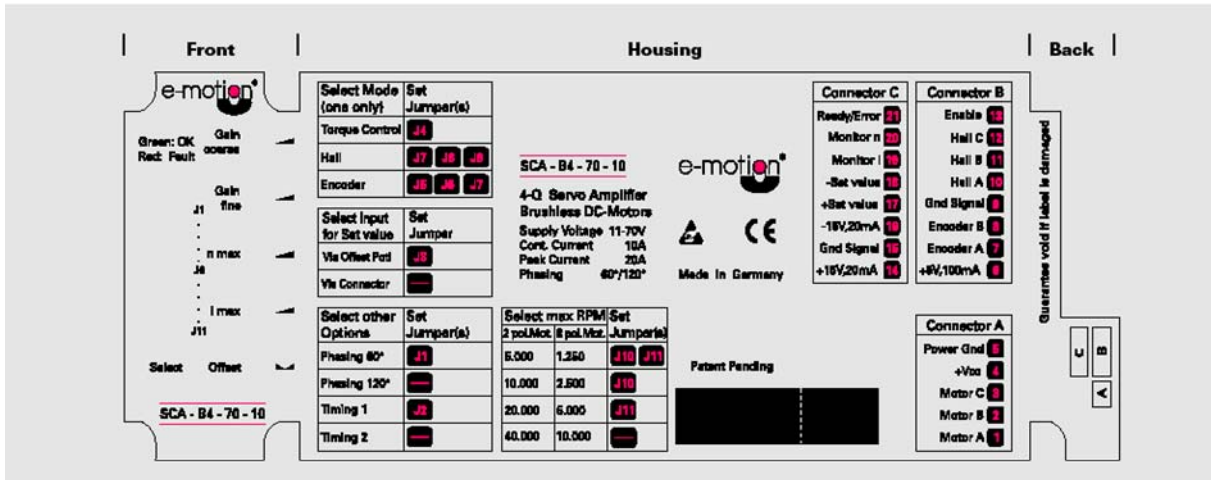 Front
Housing
Back
e-motion
Green: OK
Red: Fault
Gain
coarse
Gain
fine
J1
n max
J6
I max
J11
Select
Offset
SCA - B4 - 70 - 10
Select Mode Set
(one only) Jumper(s)
Torque Control J4
Hall J7 J8 J9
Encoder J5 J6 J7
Select Input Set
for Set value Jumper
Via Offset Poti J3
Via Connector —
Select other Set
Options Jumper(s)
Phasing 60° J1
Phasing 120° —
Timing 1 J2
Timing 2 —
Select max RPM Set
2 pol.Mot. 8 pol.Mot. Jumper(s)
5.000 1.250 J10 J11
10.000 2.500 J10
20.000 5.000 J11
40.000 10.000 —
SCA - B4 - 70 - 10
4-Q Servo Amplifier
Brushless DC-Motors
Supply Voltage 11-70V
Cont. Current 10A
Peak Current 20A
Phasing 60°/120°
e-motion
CE
Made in Germany
Patent Pending
Connector C
Ready/Error 21
Monitor n 20
Monitor I 19
-Set value 18
+Set value 17
-15V,20mA 16
Gnd Signal 15
+15V,20mA 14
Connector B
Enable 13
Hall C 12
Hall B 11
Hall A 10
Gnd Signal 9
Encoder B 8
Encoder A 7
+5V,100mA 6
Connector A
Power Gnd 5
+Vcc 4
Motor C 3
Motor B 2
Motor A 1
Guarantee void if label is damaged
C
B
A